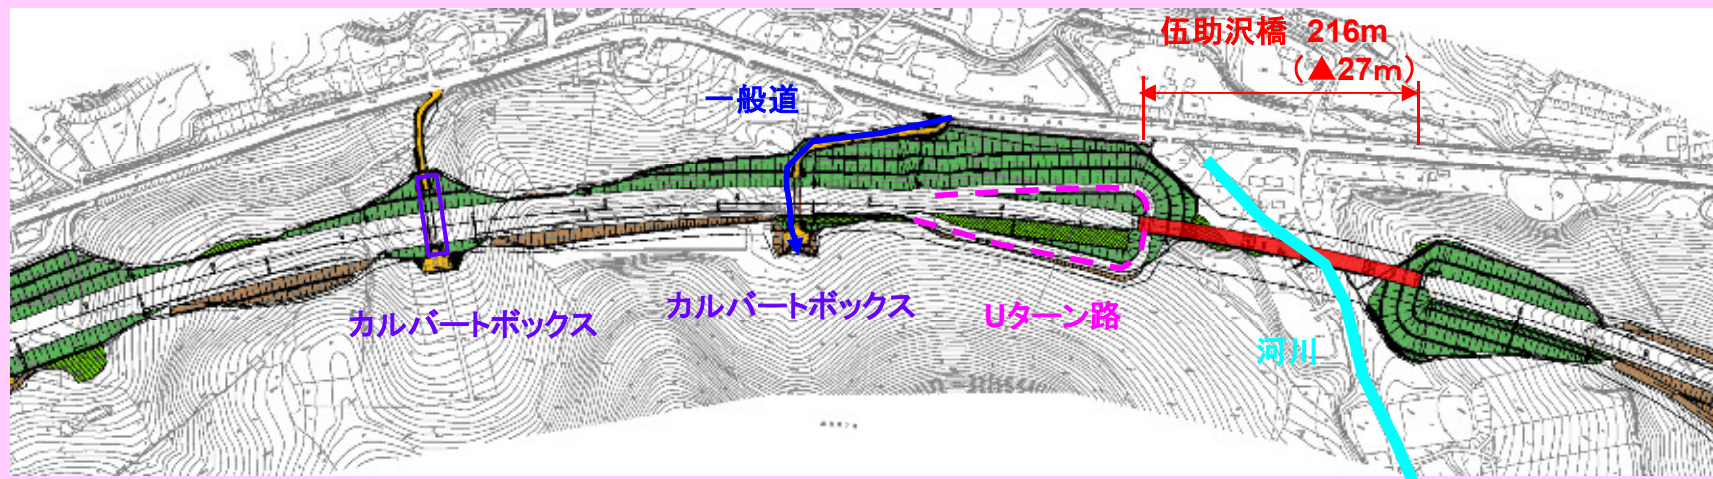 伍助沢橋 216m
(▲27m)
一般道
カルバートボックス
カルバートボックス
Uターン路
河川